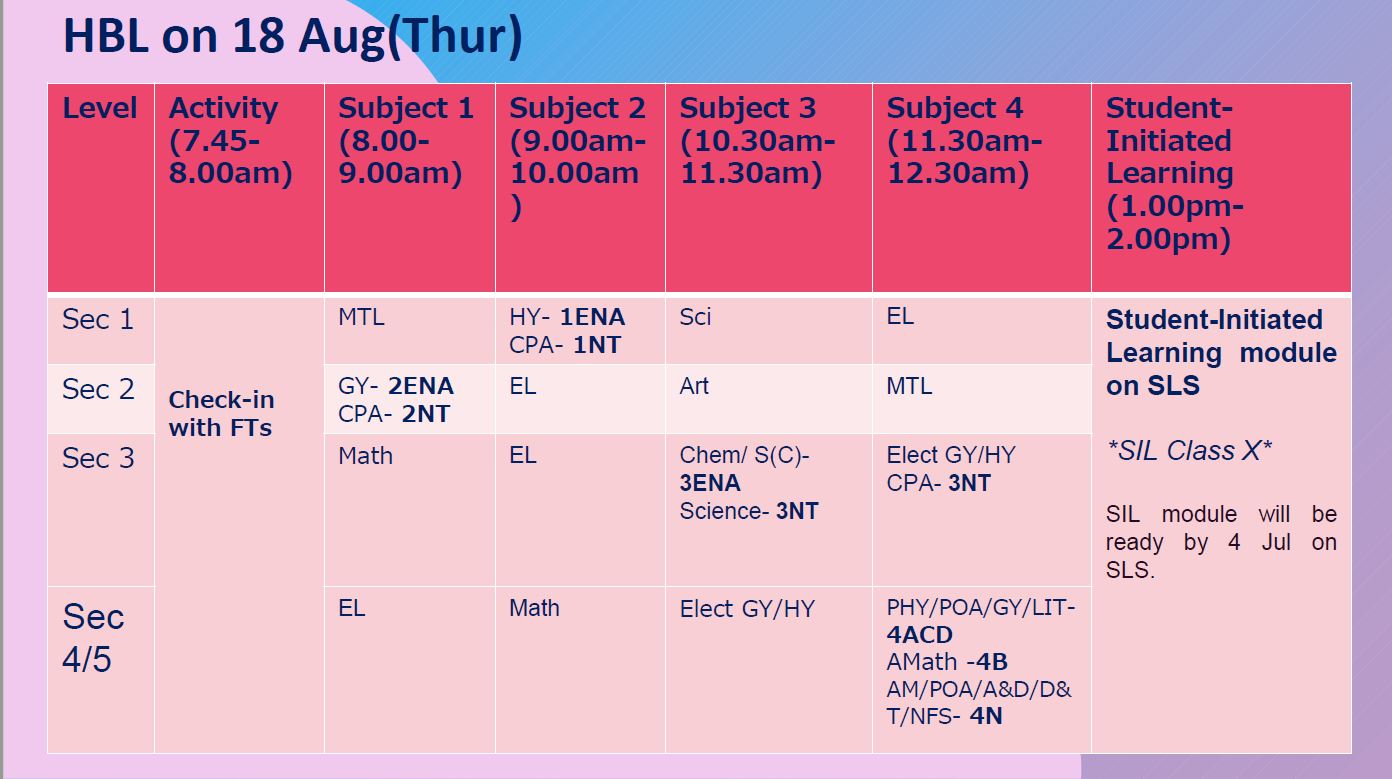 HBL on 18 Aug(Thur)
Level
Activity
(7.45-
8.00am)
Subject 1
(8.00-
9.00am)
Subject 2
(9.00am-
10.00am
)
Subject 3
(10.30am-
11.30am)
Subject 4
(11.30am-
12.30am)
Student-
Initiated
Learning
(1.00pm-
2.00pm)
Sec 1
Check-in
with FTs
MTL
HY- 1ENA
CPA- 1NT
Sci
EL
Student-Initiated
Learning module
on SLS
*SIL Class X*
SIL module will be
ready by 4 Jul on
SLS.
Sec 2
GY- 2ENA
CPA- 2NT
EL
Art
MTL
Sec 3
Math
EL
Chem/ S(C)-
3ENA
Science- 3NT
Elect GY/HY
CPA- 3NT
Sec
4/5
EL
Math
Elect GY/HY
PHY/POA/GY/LIT-
4ACD
AMath -4B
AM/POA/A&D/D&
T/NFS- 4N